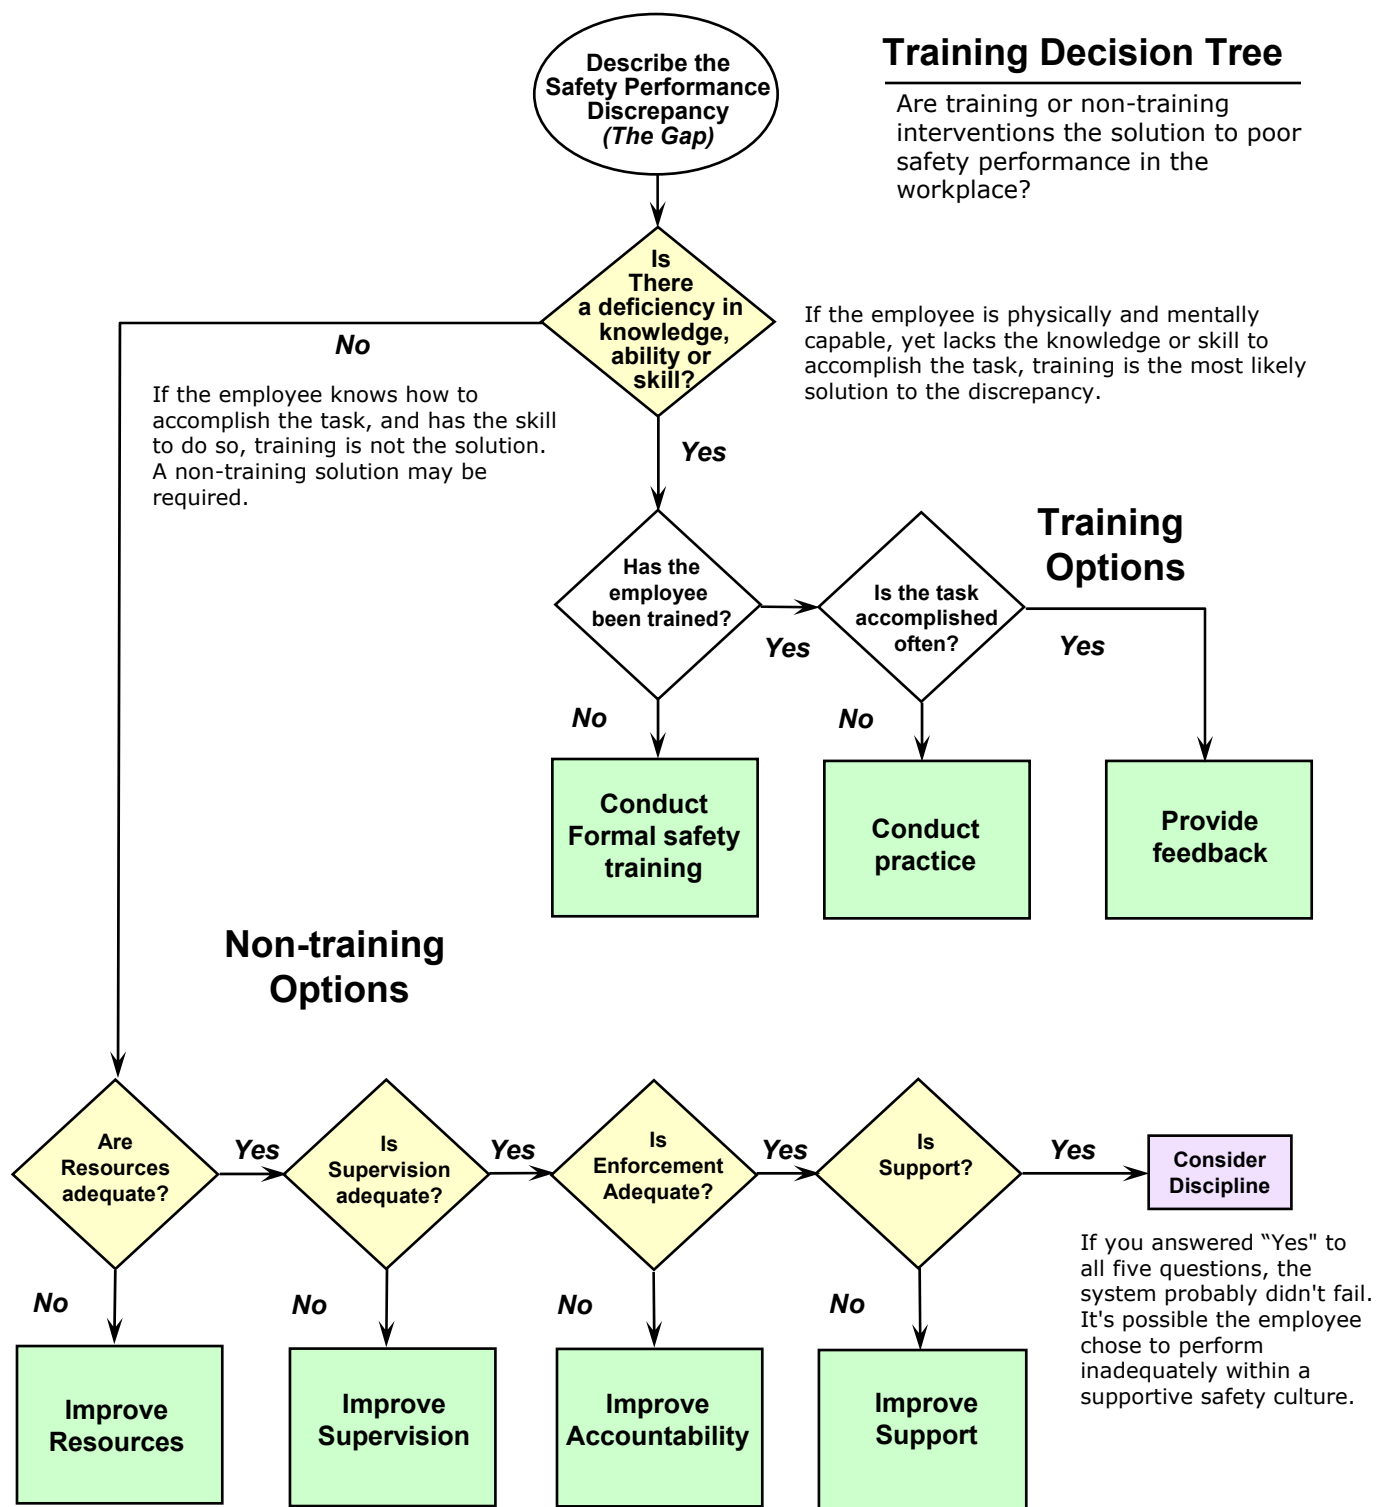 Training Decision Tree
Are training or non-training
interventions the solution to poor
safety performance in the
workplace?
Describe the
Safety Performance
Discrepancy
(The Gap)
Is
There
a deficiency in
knowledge,
ability or
skill?
If the employee is physically and mentally
capable, yet lacks the knowledge or skill to
accomplish the task, training is the most likely
solution to the discrepancy.
No
If the employee knows how to
accomplish the task, and has the skill
to do so, training is not the solution.
A non-training solution may be
required.
Yes
Training
Options
Has the
employee
been trained?
Yes
Is the task
accomplished
often?
Yes
No
No
Conduct
Formal safety
training
Conduct
practice
Provide
feedback
Non-training
Options
Are
Resources
adequate?
Yes
Is
Supervision
adequate?
Yes
Is
Enforcement
Adequate?
Yes
Is
Support?
Yes
Consider
Discipline
If you answered “Yes" to
all five questions, the
system probably didn't fail.
It's possible the employee
chose to perform
inadequately within a
supportive safety culture.
No
No
No
No
Improve
Resources
Improve
Supervision
Improve
Accountability
Improve
Support